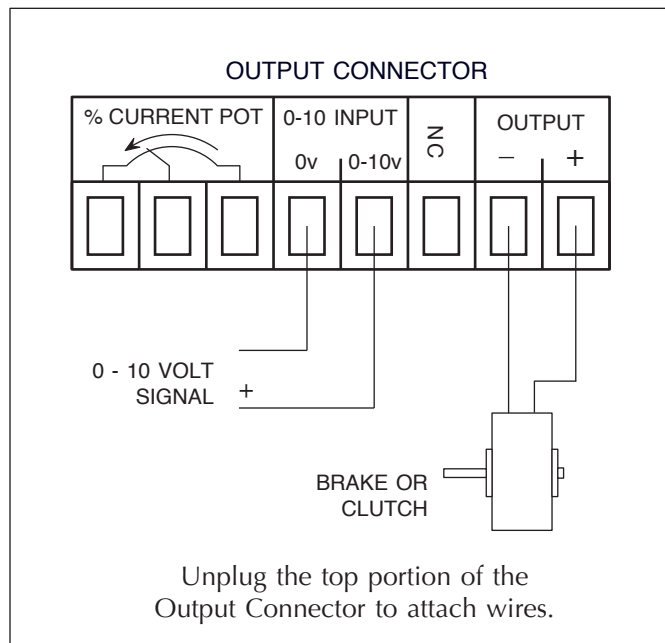 OUTPUT CONNECTOR
% CURRENT POT
0-10 INPUT
NC
OUTPUT
0v
0-10v
−
+
0 - 10 VOLT
SIGNAL
+
BRAKE OR
CLUTCH
Unplug the top portion of the
Output Connector to attach wires.